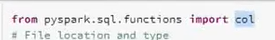 from pyspark.sql.functions import col
# File location and type